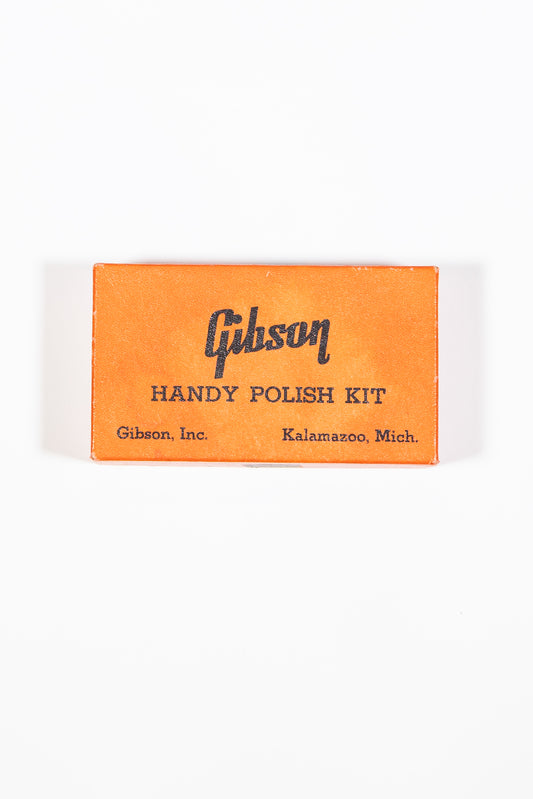 Gibson
HANDY POLISH KIT
Gibson, Inc. Kalamazoo, Mich.